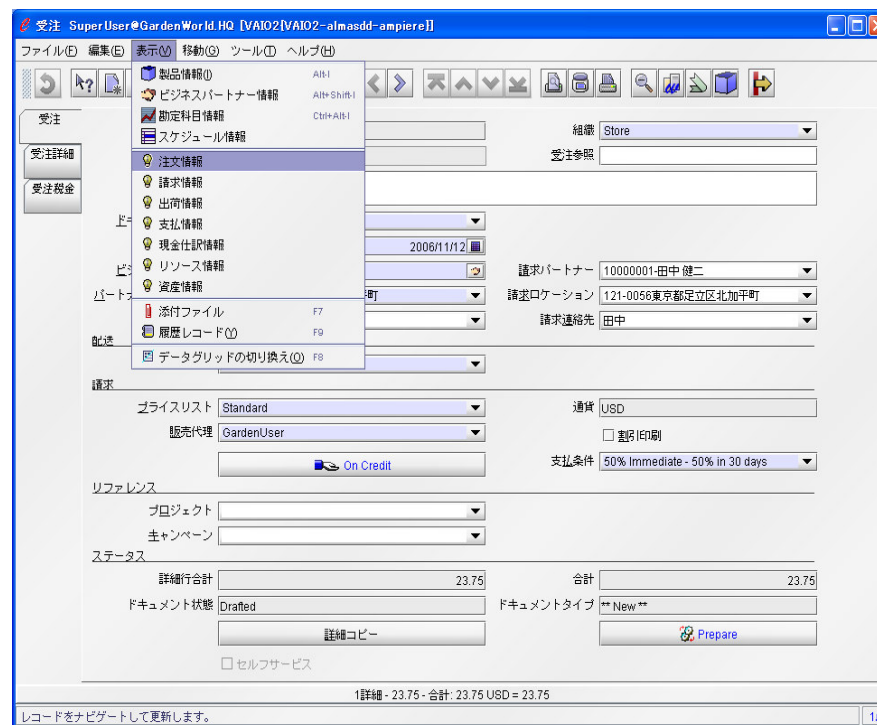 受注 SuperUser@GardenWorld.HQ [VAIO2[VAIO2-almasdd-ampiere]]
ファイル(F) 編集(E) 表示(V) 移動(G) ツール(T) ヘルプ(H)
製品情報(I) Alt-I
ビジネスパートナー情報 Alt+Shift-I
勘定科目情報 Ctrl+Alt-I
スケジュール情報
注文情報
請求情報
出荷情報
支払情報
現金仕訳情報
リソース情報
資産情報
添付ファイル F7
履歴レコード(Y) F9
データグリッドの切り換え(O) F8
受注
受注詳細
受注税金
組織 Store
受注参照
2006/11/12
請求パートナー 10000001-田中 健二
請求ロケーション 121-0056東京都足立区北加平町
請求連絡先 田中
配送
請求
プライスリスト Standard 通貨 USD
販売代理 GardenUser 割引印刷
On Credit 支払条件 50% Immediate - 50% in 30 days
リファレンス
プロジェクト
キャンペーン
ステータス
詳細行合計 23.75 合計 23.75
ドキュメント状態 Drafted ドキュメントタイプ ** New **
詳細コピー Prepare
セルフサービス
1詳細 - 23.75 - 合計: 23.75 USD = 23.75
レコードをナビゲートして更新します。